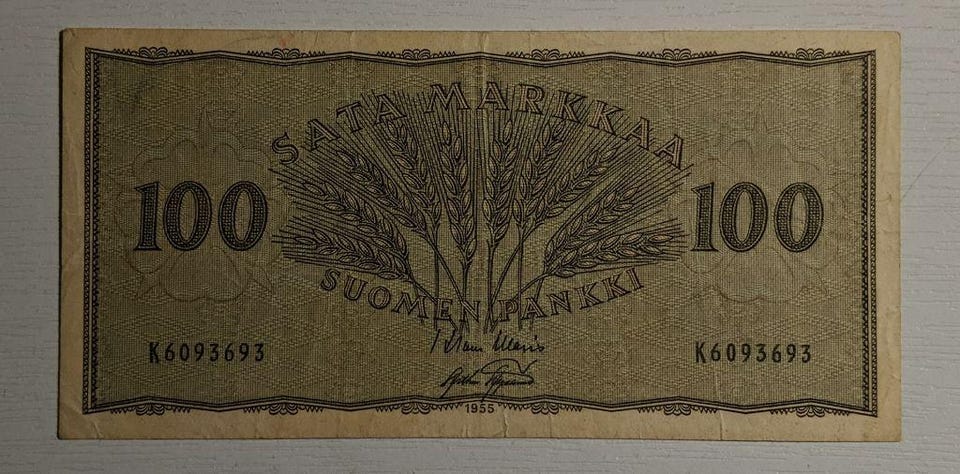 SATA MARKKAA
100 100
SUOMEN PANKKI
K6093693 K6093693
1955